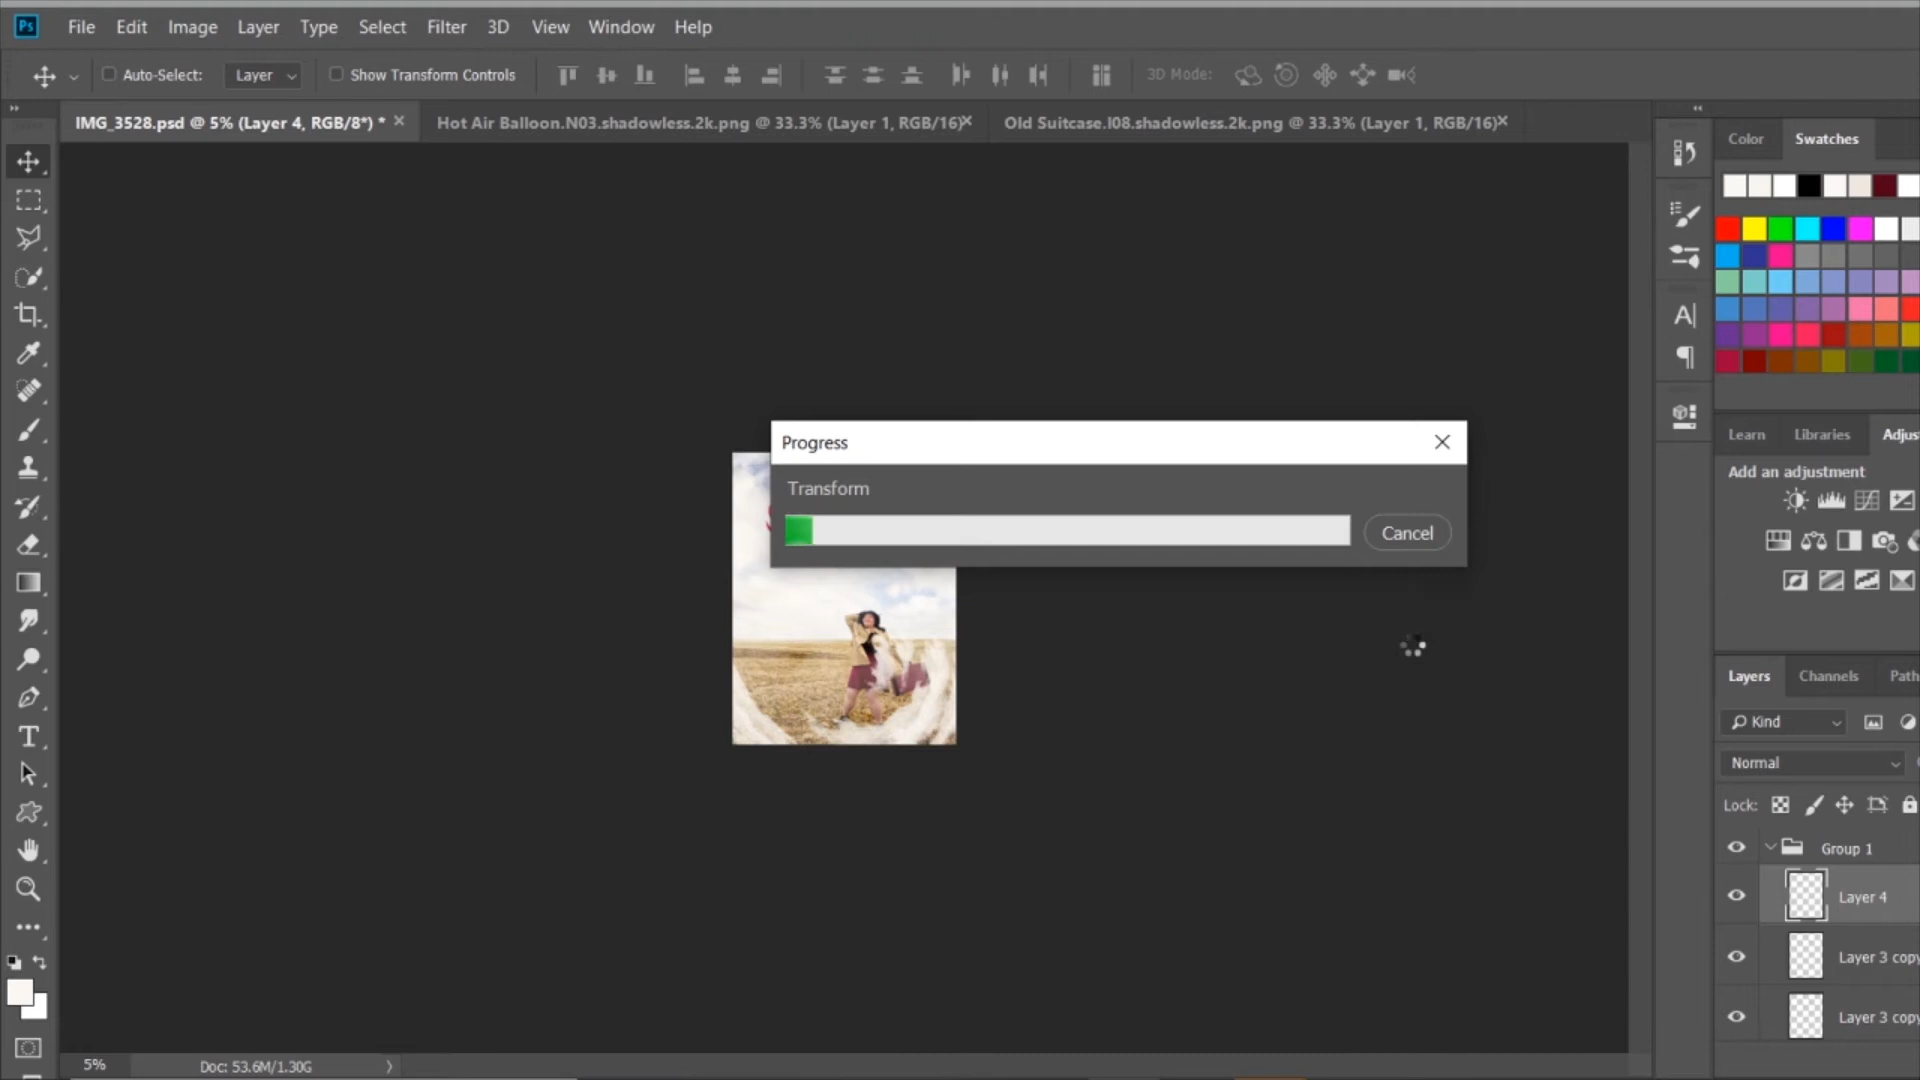 Ps File Edit Image Layer Type Select Filter 3D View Window Help
Auto-Select: Layer Show Transform Controls 3D Mode:
IMG_3528.psd @ 5% (Layer 4, RGB/8*) * Hot Air Balloon.N03.shadowless.2k.png @ 33.3% (Layer 1, RGB/16) Old Suitcase.I08.shadowless.2k.png @ 33.3% (Layer 1, RGB/16)
Color Swatches
Progress
Transform
Cancel
Learn Libraries Adjus
Add an adjustment
Layers Channels Path
Kind
Normal
Lock:
Group 1
Layer 4
Layer 3 copy
Layer 3 copy
5% Doc: 53.6M/1.30G